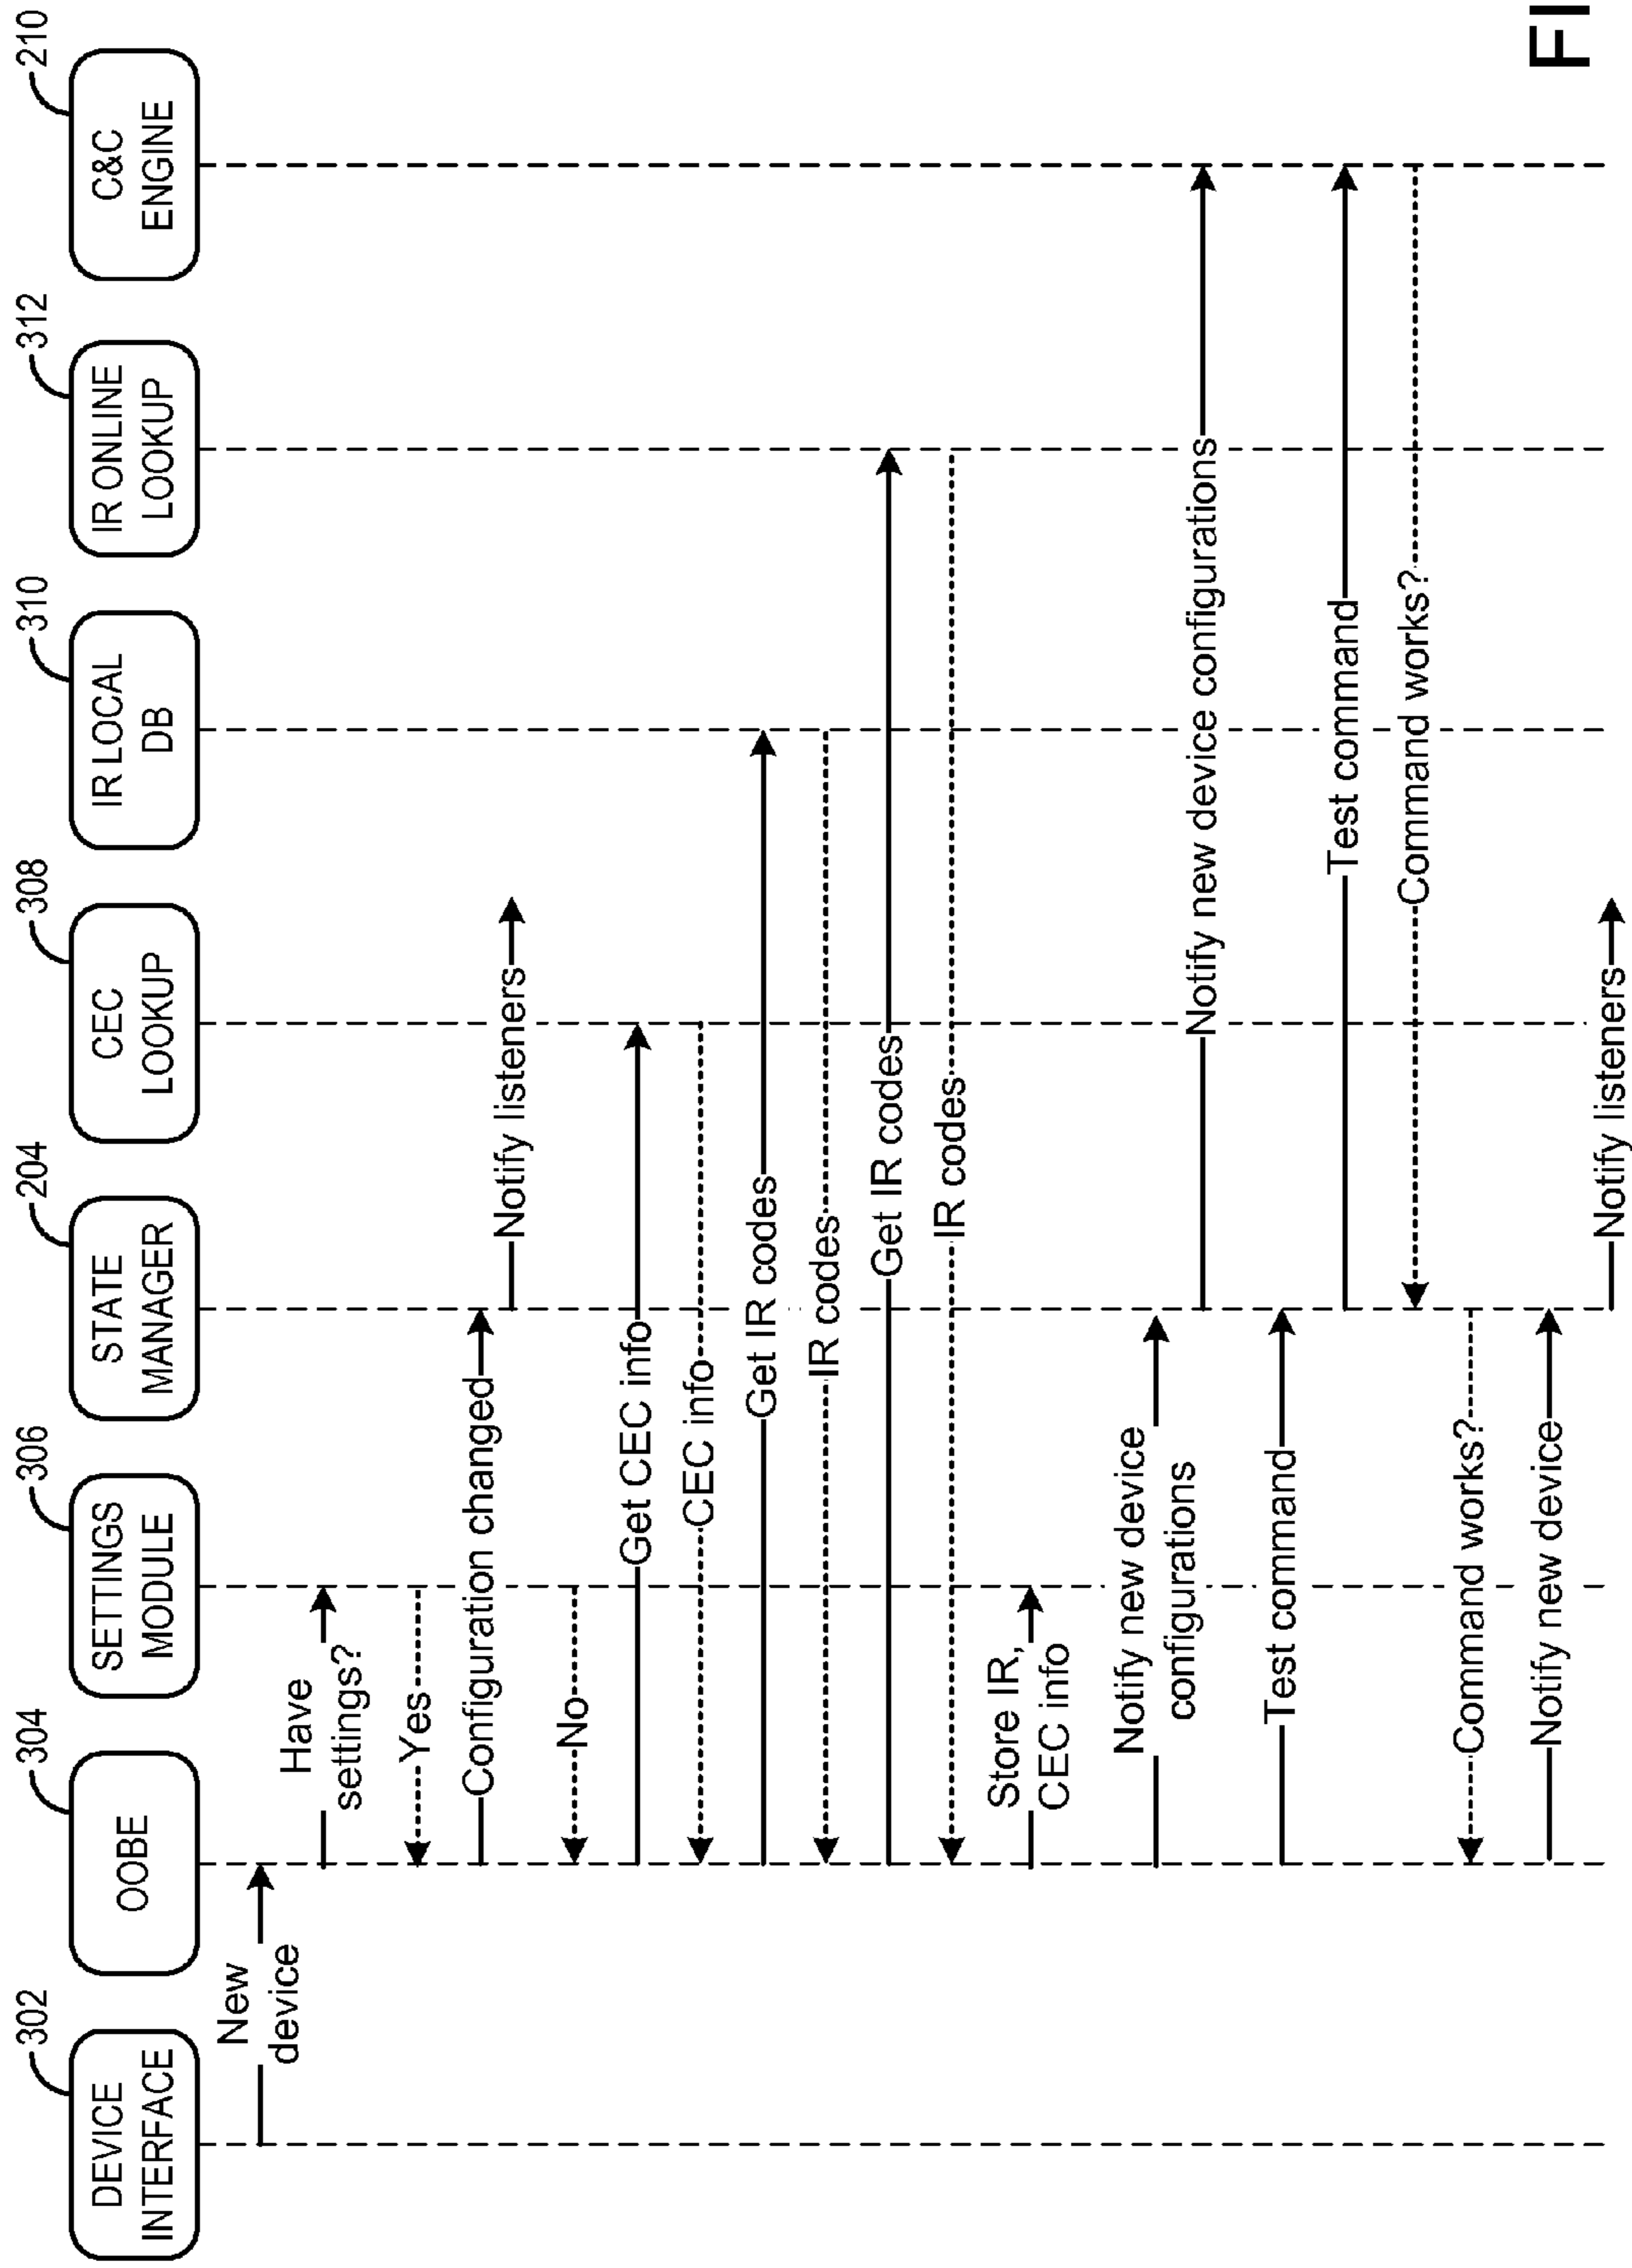 302
DEVICE
INTERFACE
304
OOBE
306
SETTINGS
MODULE
204
STATE
MANAGER
308
CEC
LOOKUP
310
IR LOCAL
DB
312
IR ONLINE
LOOKUP
210
C&C
ENGINE
New
device
Have
settings?
Yes
Configuration changed
Notify listeners
No
Get CEC info
CEC info
Get IR codes
IR codes
Get IR codes
IR codes
Store IR,
CEC info
Notify new device
configurations
Notify new device configurations
Test command
Test command
Command works?
Command works?
Notify new device
Notify listeners
FI